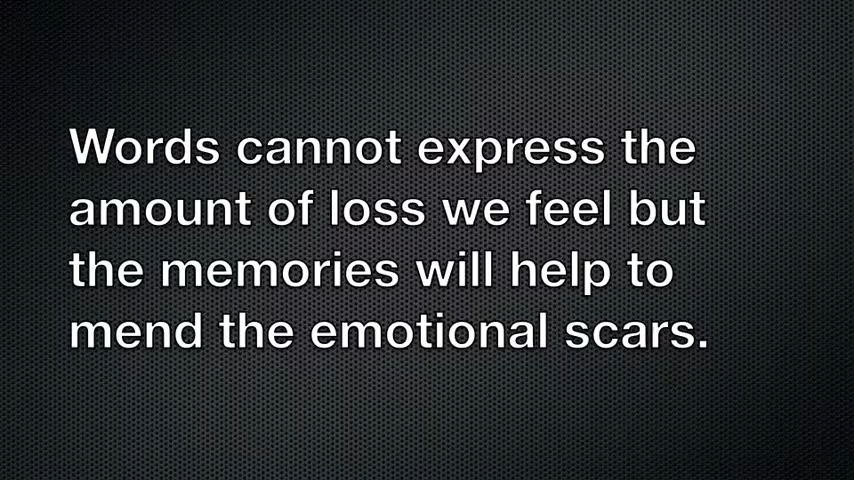 Words cannot express the
amount of loss we feel but
the memories will help to
mend the emotional scars.